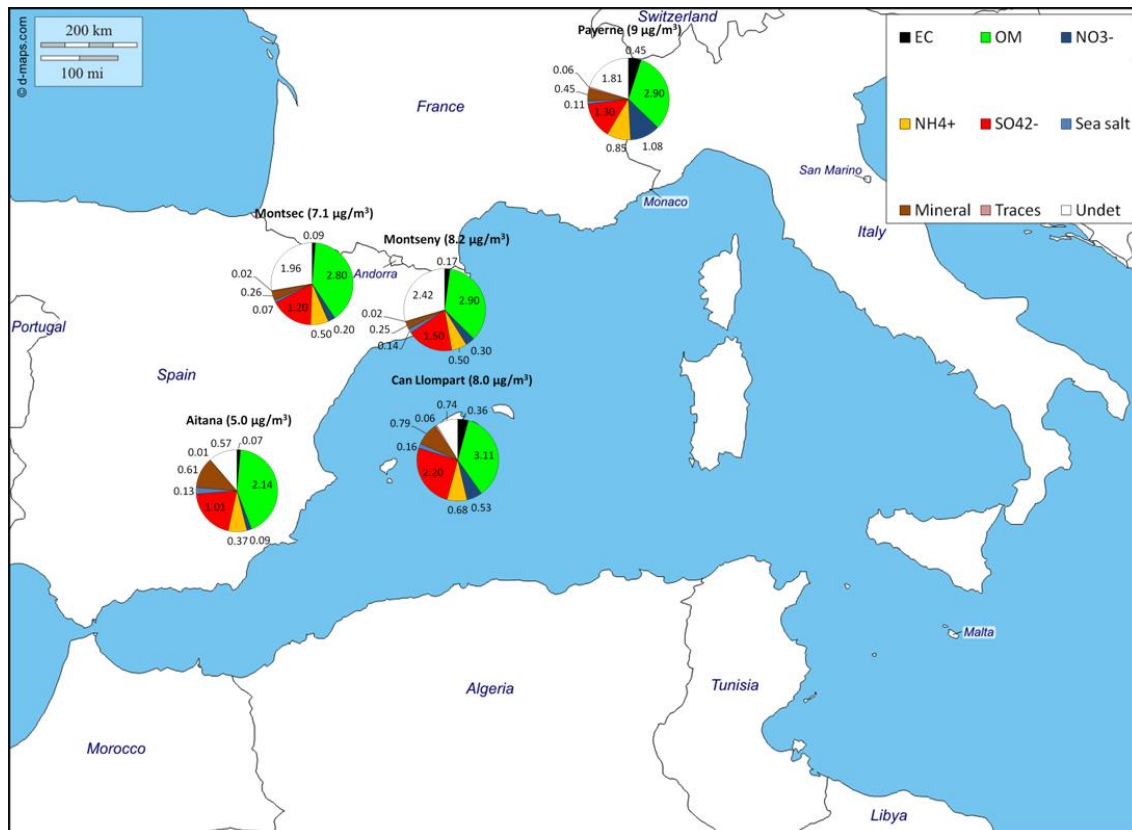 © d-maps.com
200 km
100 mi
Switzerland
Payerne (9 µg/m³)
0.45
2.90
1.08
0.85
1.30
0.11
0.45
0.06
1.81
EC
OM
NO3-
NH4+
SO42-
Sea salt
Mineral
Traces
Undet
France
San Marino
Monaco
Italy
Montsec (7.1 µg/m³)
0.09
2.80
0.20
0.50
1.20
0.07
0.26
0.02
1.96
Andorra
Montseny (8.2 µg/m³)
0.17
2.90
0.30
0.50
1.50
0.14
0.25
0.02
2.42
Portugal
Spain
Can Llompart (8.0 µg/m³)
0.36
3.11
0.53
0.68
2.20
0.16
0.79
0.06
0.74
Aitana (5.0 µg/m³)
0.07
2.14
0.09
0.37
1.01
0.13
0.61
0.01
0.57
Malta
Algeria
Tunisia
Morocco
Libya